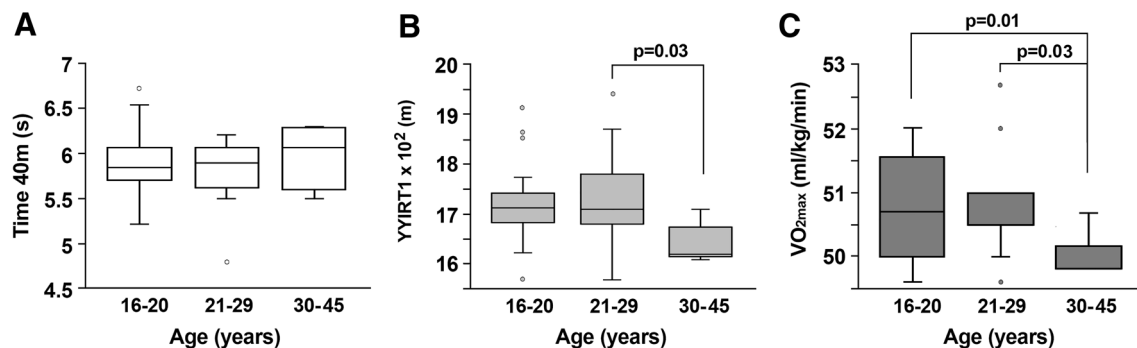 A
Time 40m (s)
7
6.5
6
5.5
5
4.5
16-20 21-29 30-45
Age (years)
B
p=0.03
YYIRT1 x 10² (m)
20
19
18
17
16
16-20 21-29 30-45
Age (years)
C
p=0.01
p=0.03
VO₂max (ml/kg/min)
53
52
51
50
16-20 21-29 30-45
Age (years)